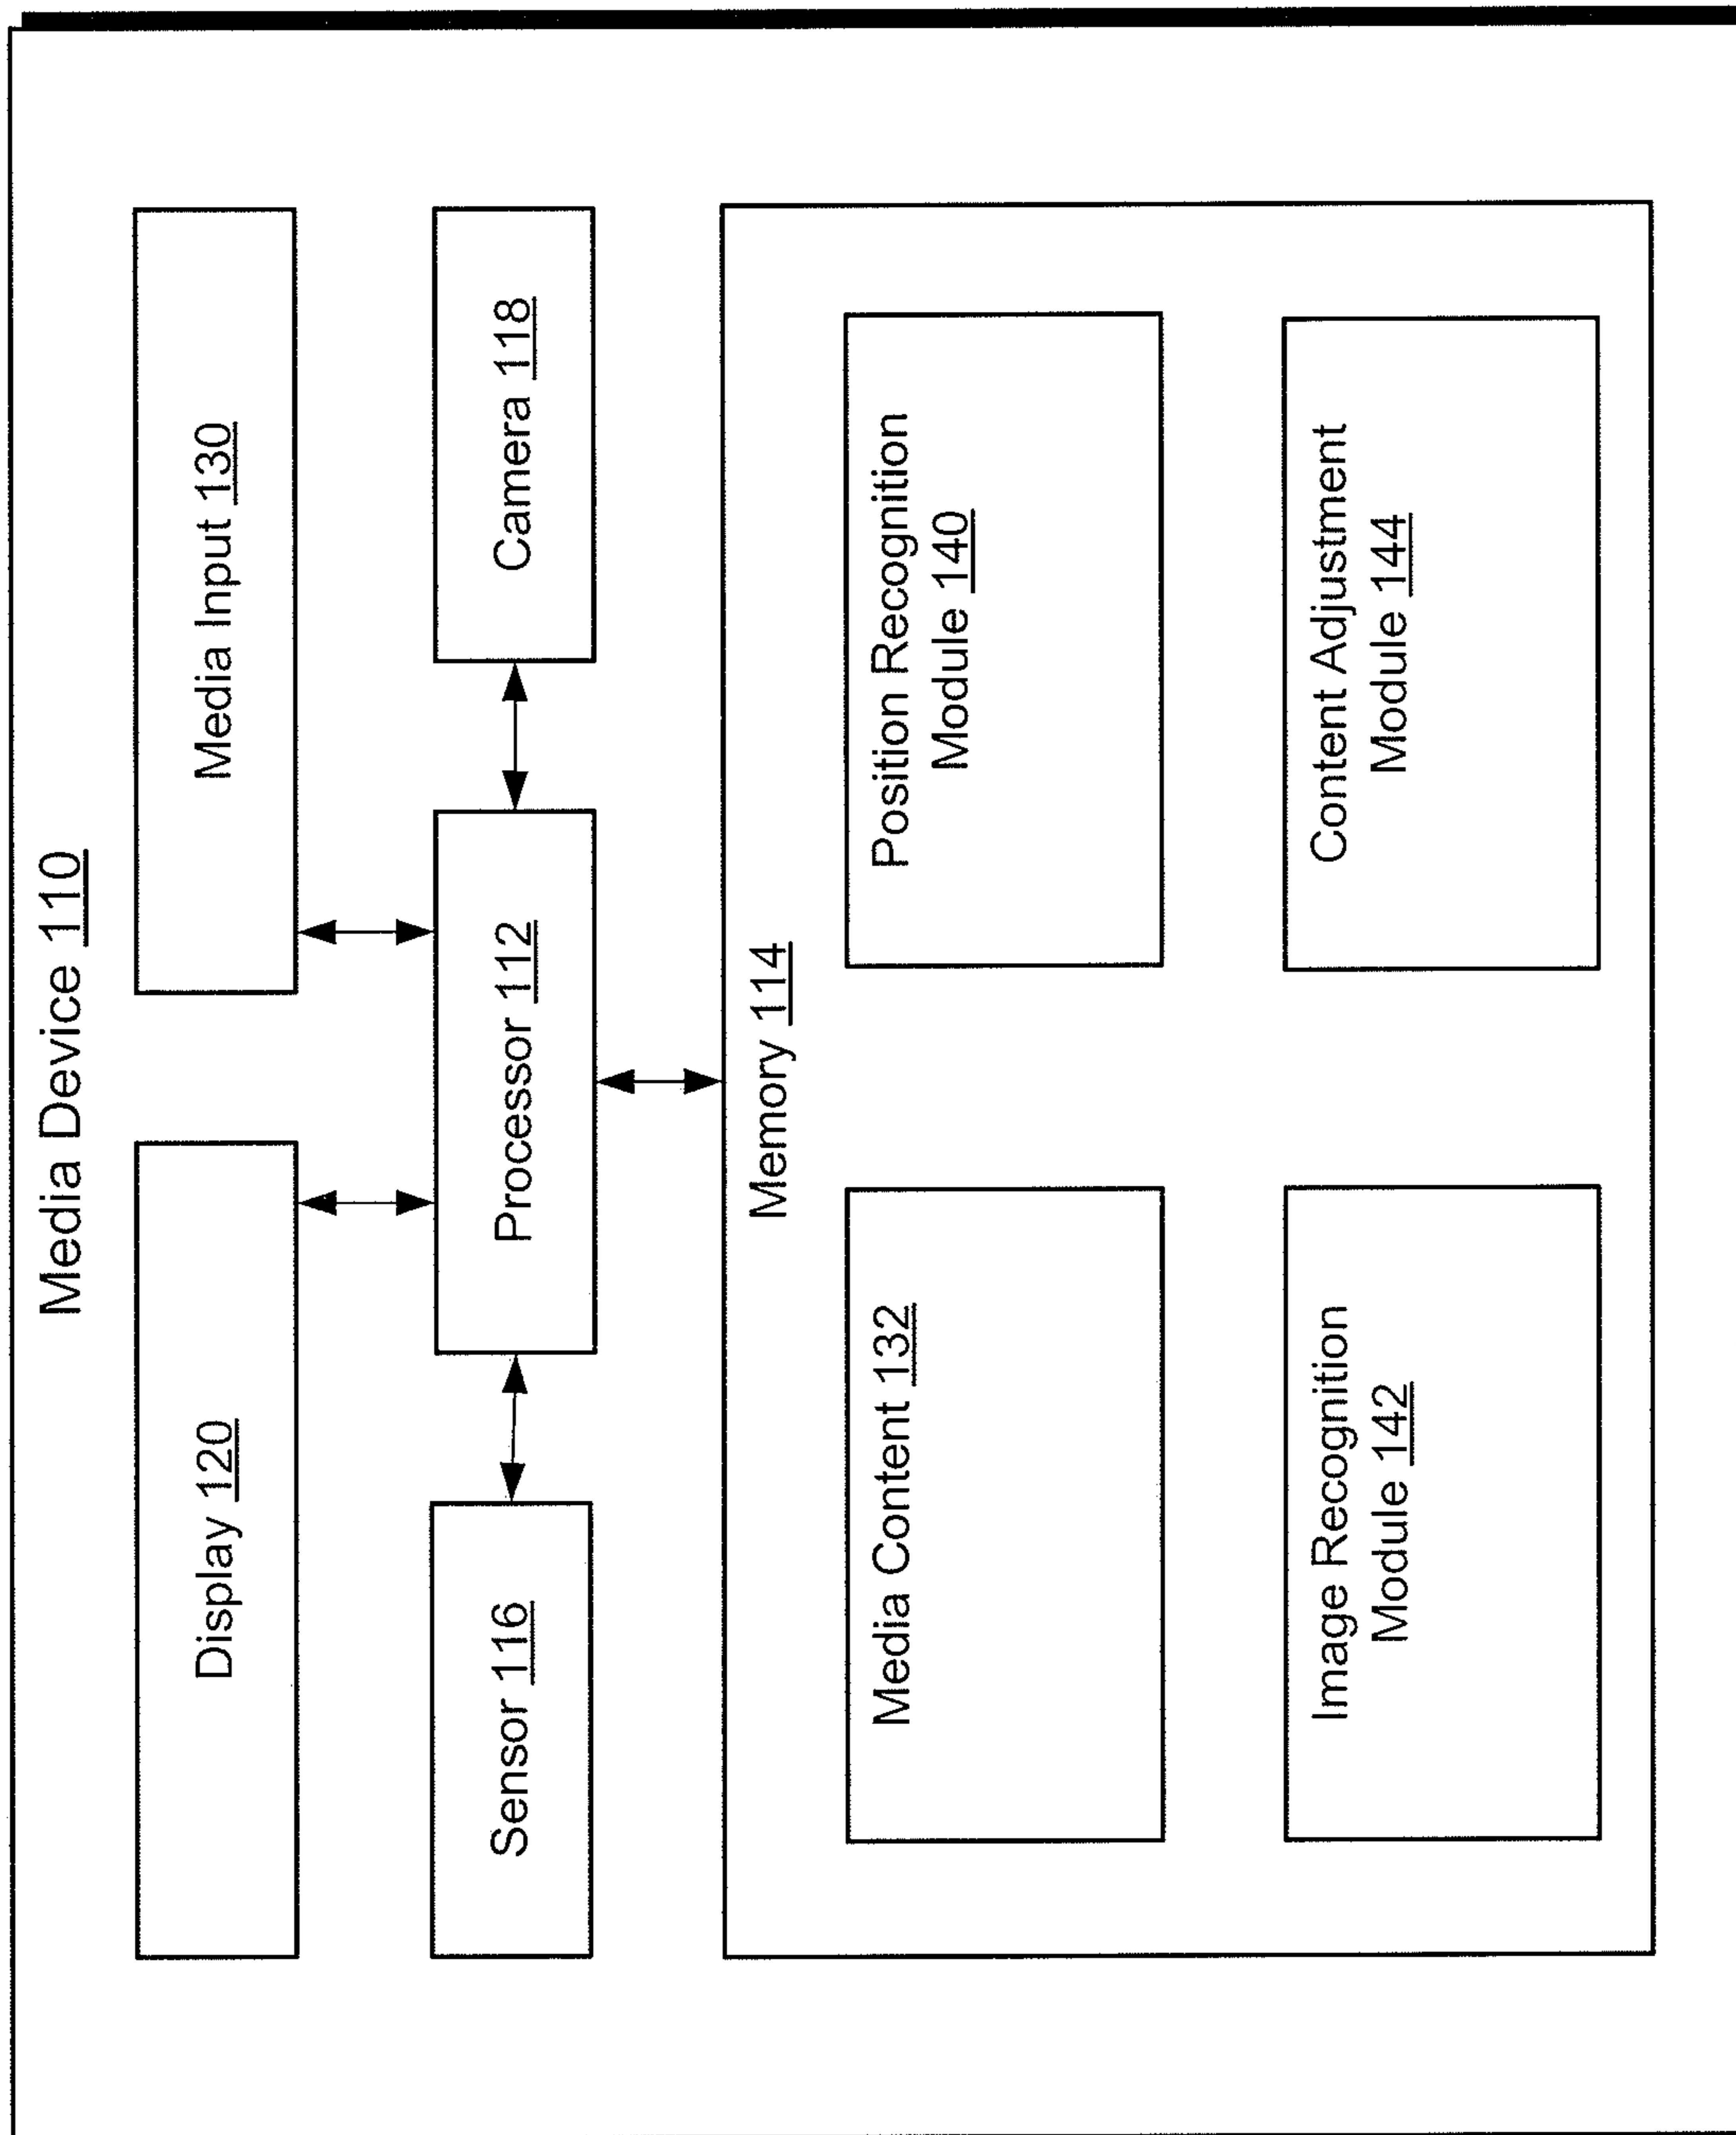 Media Device 110
Display 120
Media Input 130
Sensor 116
Processor 112
Camera 118
Memory 114
Media Content 132
Position Recognition
Module 140
Image Recognition
Module 142
Content Adjustment
Module 144